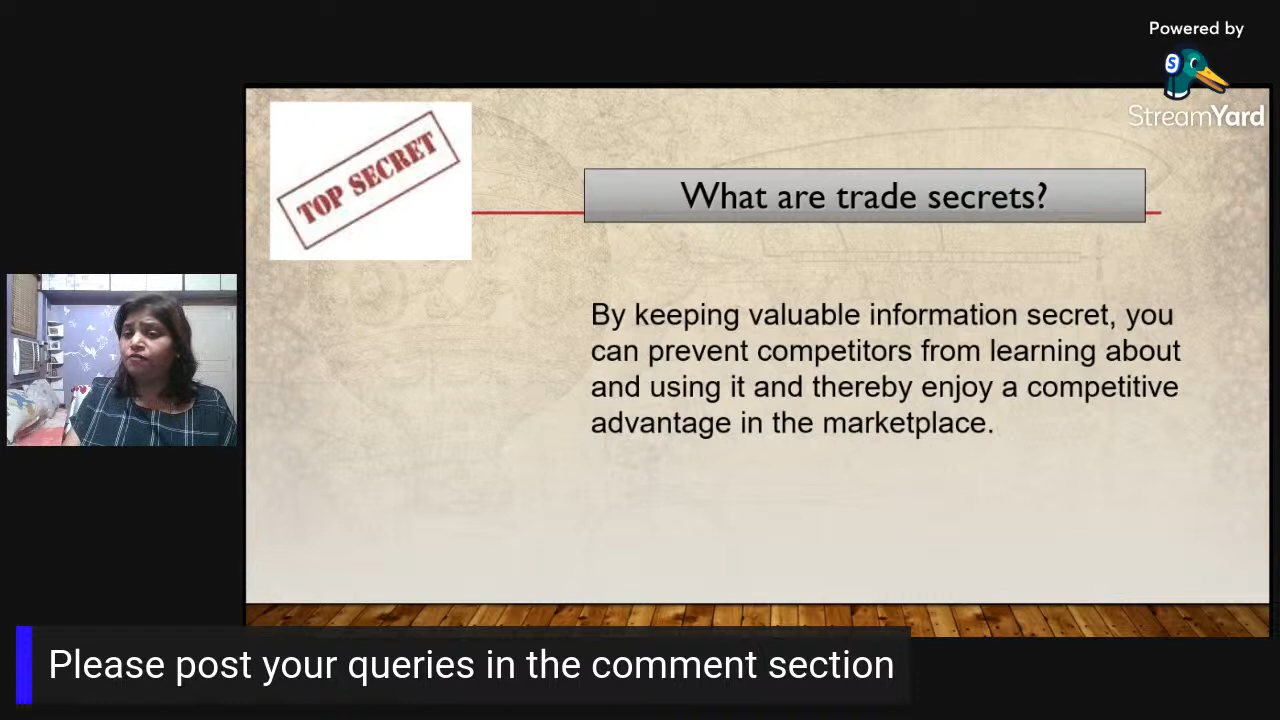 Powered by
StreamYard
TOP SECRET
What are trade secrets?
By keeping valuable information secret, you
can prevent competitors from learning about
and using it and thereby enjoy a competitive
advantage in the marketplace.
Please post your queries in the comment section